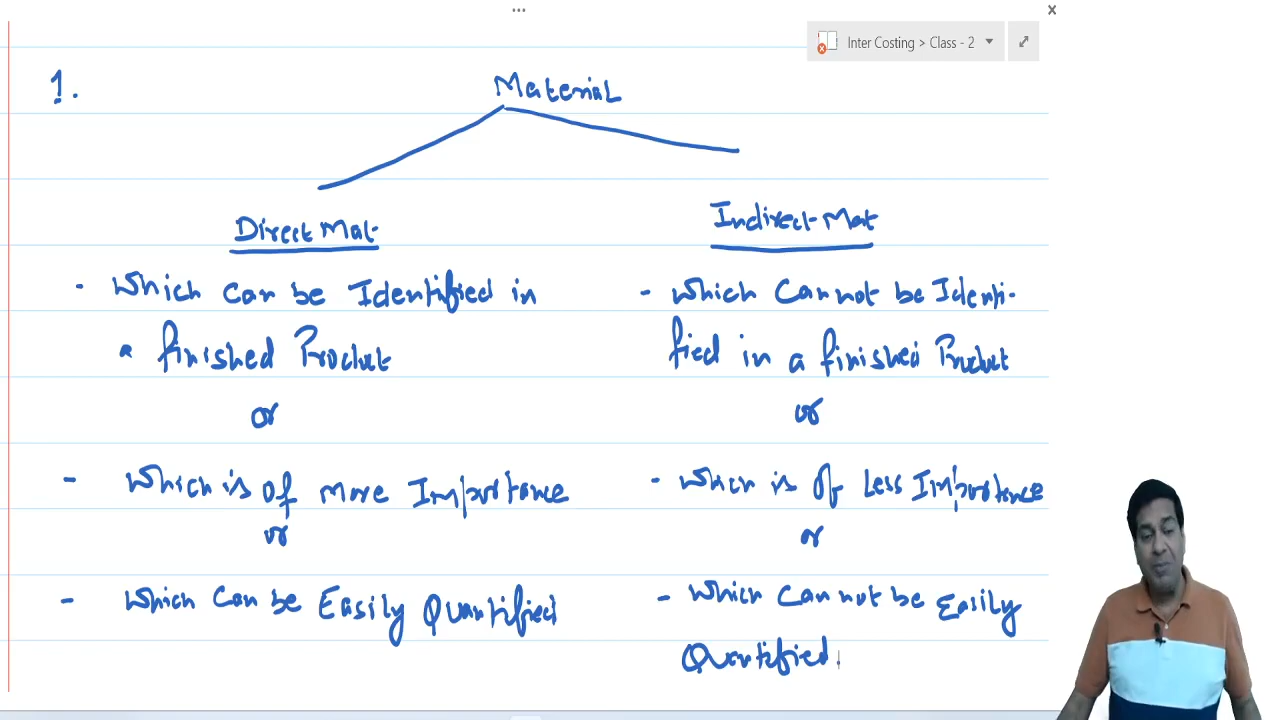 Inter Costing > Class - 2
1.
Material
Direct Mat
Indirect Mat
- Which can be Identified in
a finished Product
or
- Which is of More Importance
or
- Which Can be Easily Quantified
- Which Cannot be Identi-
fied in a finished Product
or
- Which is of Less Importance
or
- Which Cannot be Easily
Quantified.